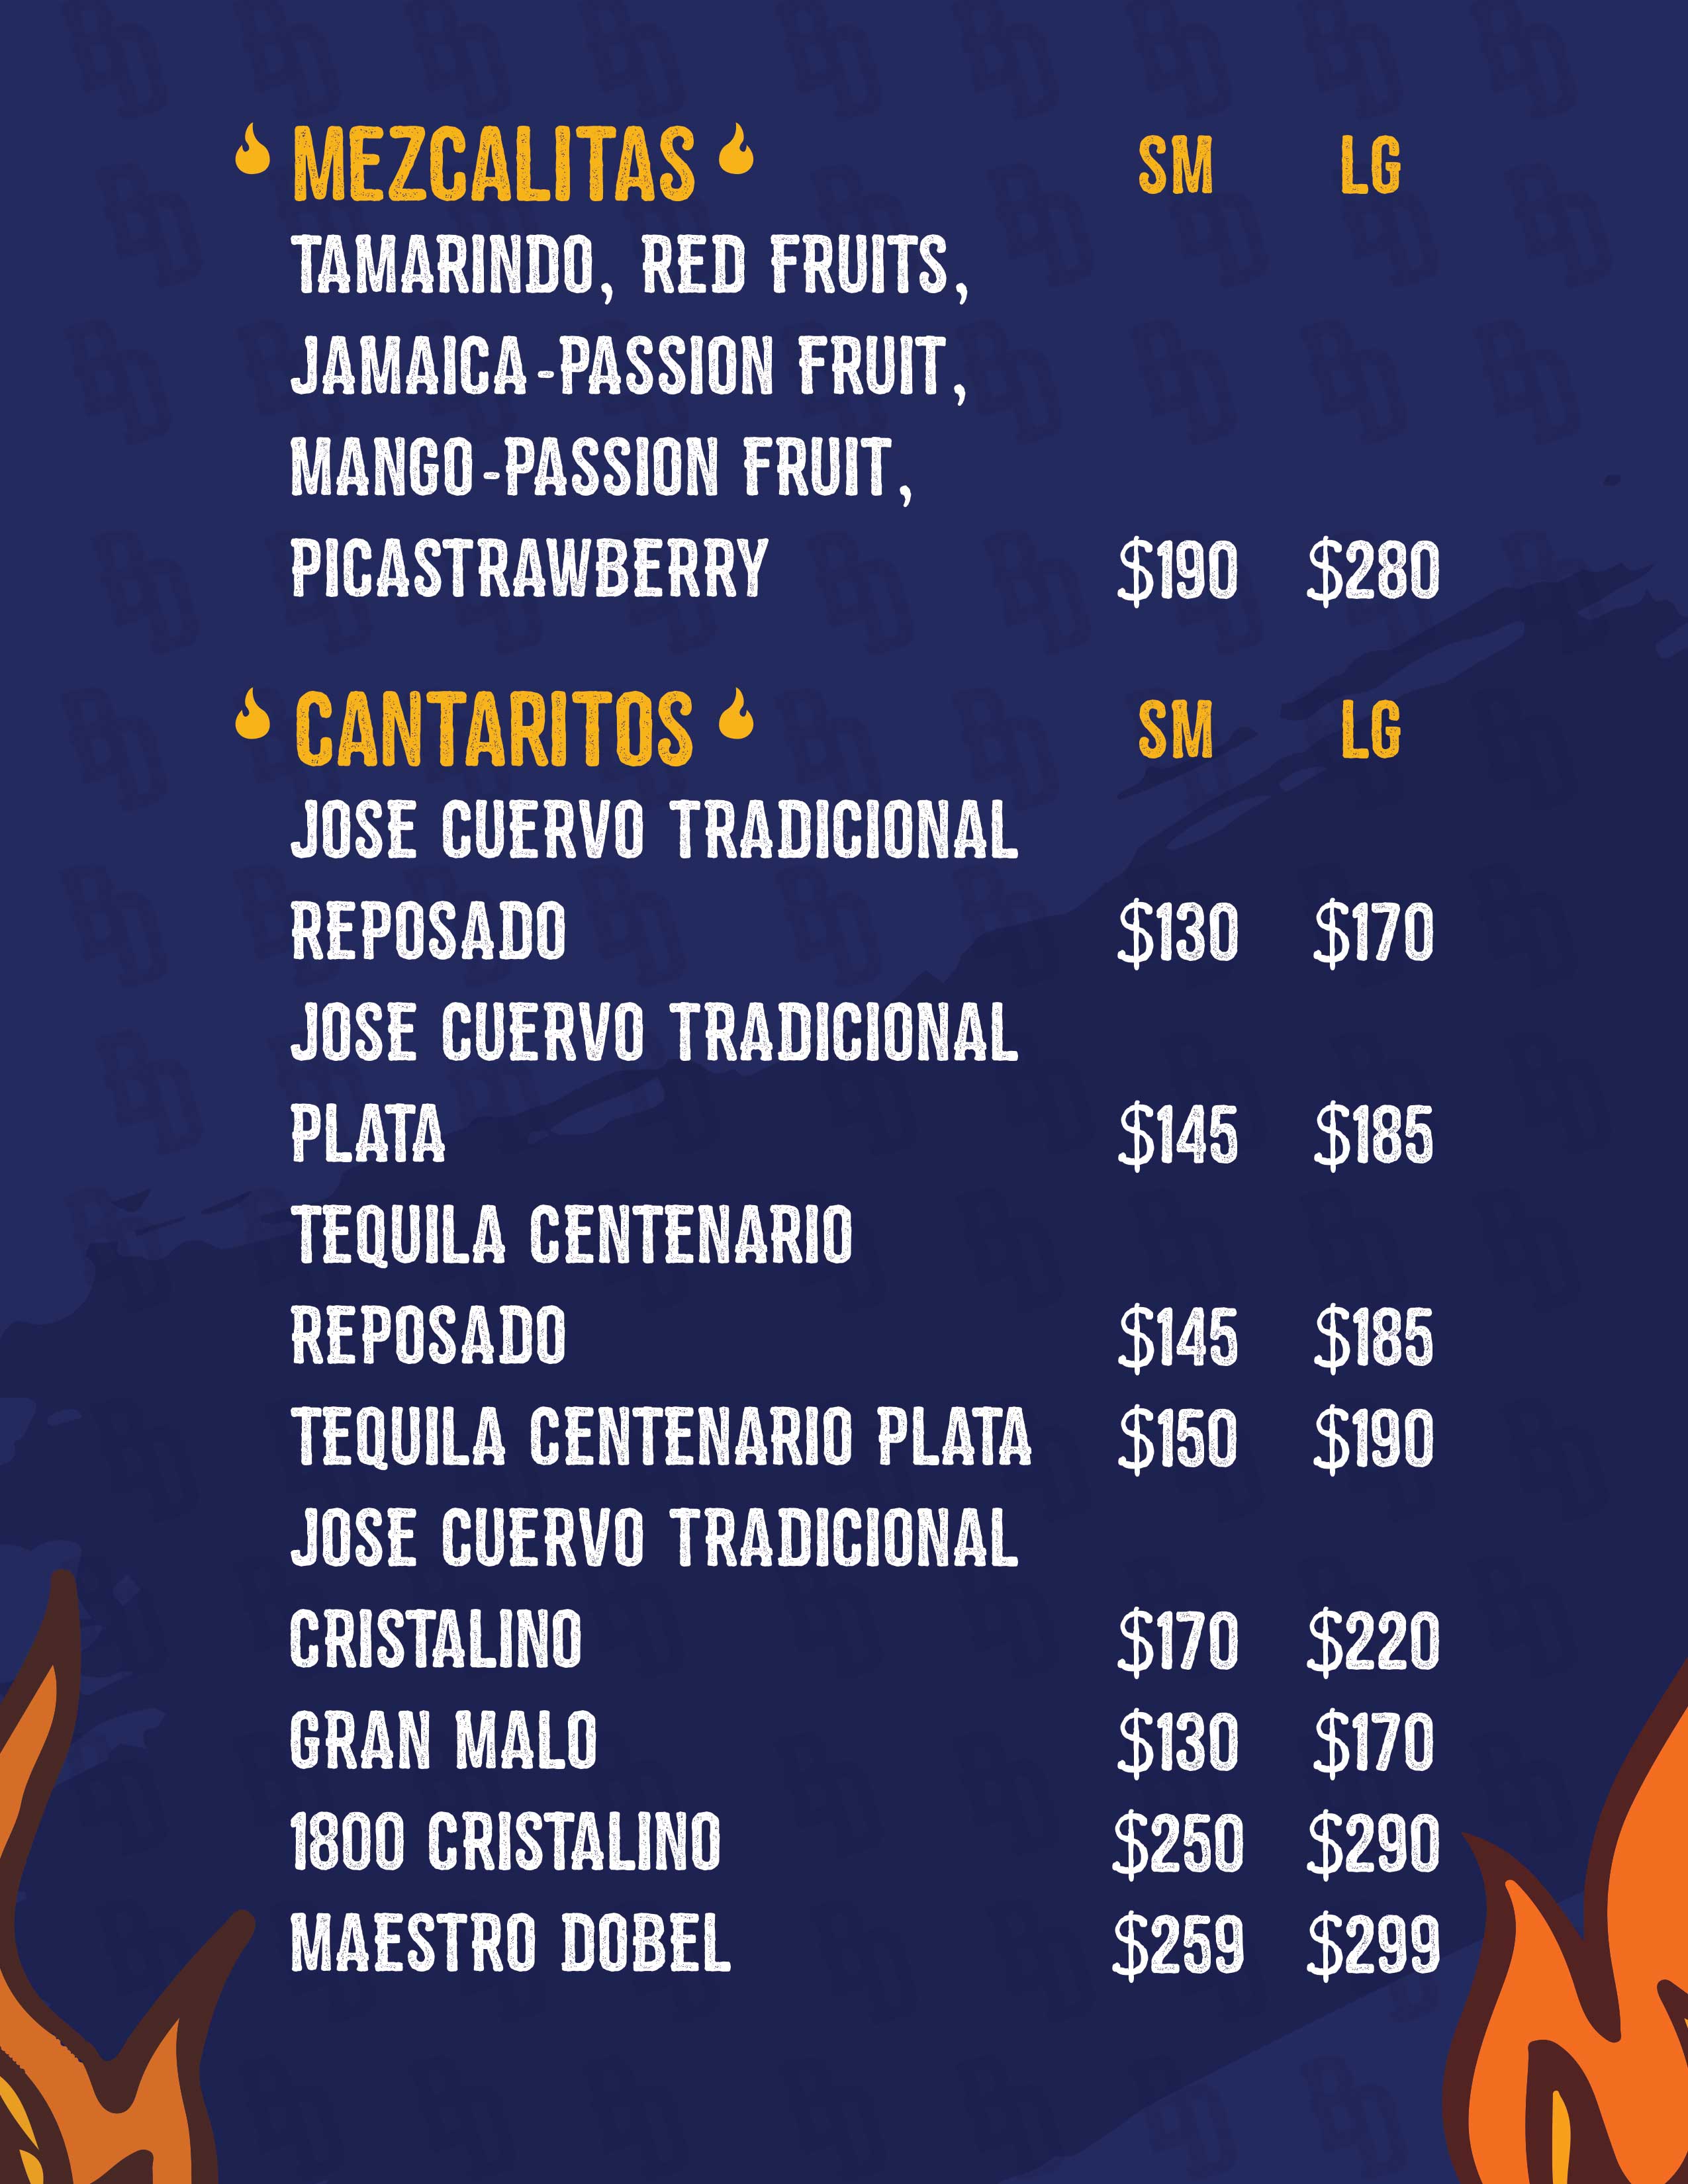 MEZCALITAS SM LG
TAMARINDO, RED FRUITS,
JAMAICA-PASSION FRUIT,
MANGO-PASSION FRUIT,
PICASTRAWBERRY $190 $280
CANTARITOS SM LG
JOSE CUERVO TRADICIONAL
REPOSADO $130 $170
JOSE CUERVO TRADICIONAL
PLATA $145 $185
TEQUILA CENTENARIO
REPOSADO $145 $185
TEQUILA CENTENARIO PLATA $150 $190
JOSE CUERVO TRADICIONAL
CRISTALINO $170 $220
GRAN MALO $130 $170
1800 CRISTALINO $250 $290
MAESTRO DOBEL $259 $299